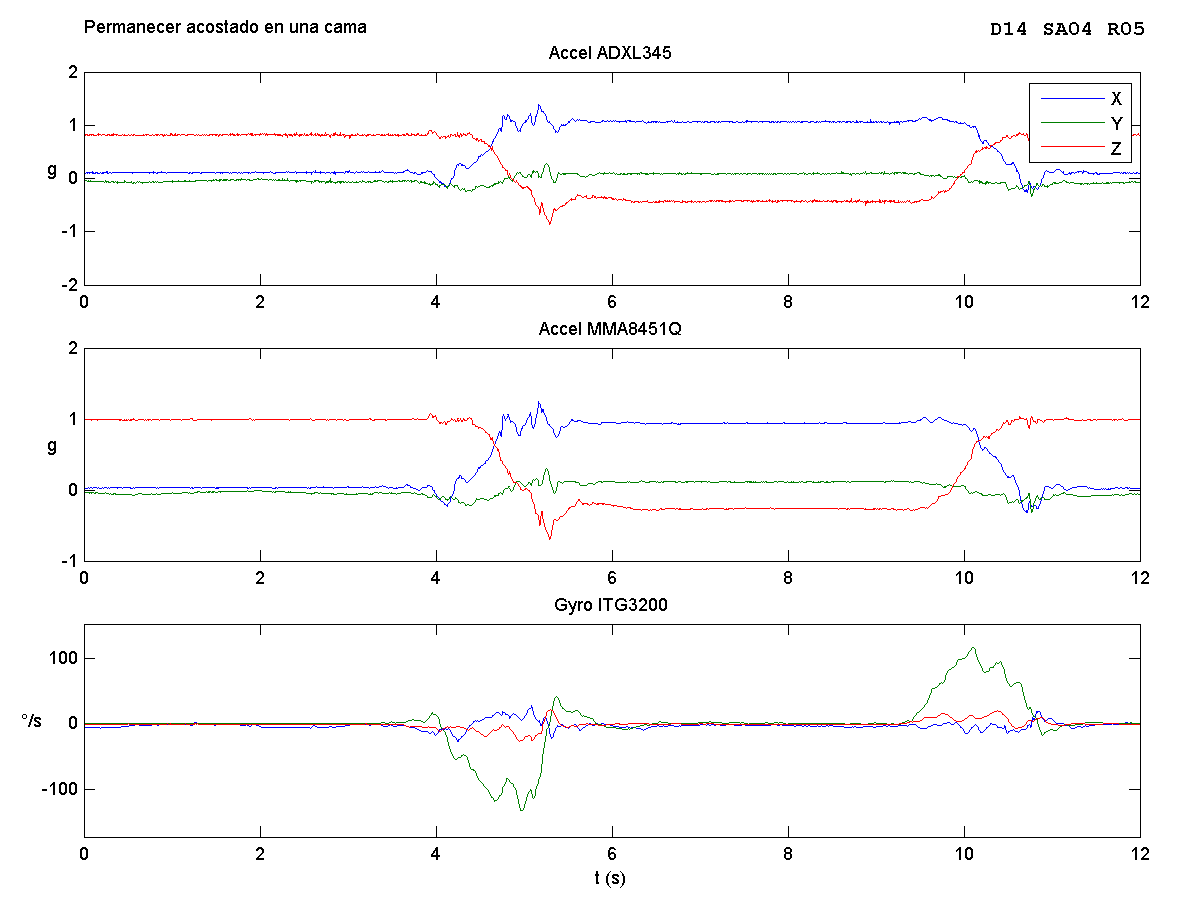 Permanecer acostado en una cama
D14 SA04 R05
Accel ADXL345
2
1
0
-1
-2
g
X
Y
Z
0 2 4 6 8 10 12
Accel MMA8451Q
2
1
0
-1
g
0 2 4 6 8 10 12
Gyro ITG3200
100
0
-100
°/s
0 2 4 6 8 10 12
t (s)